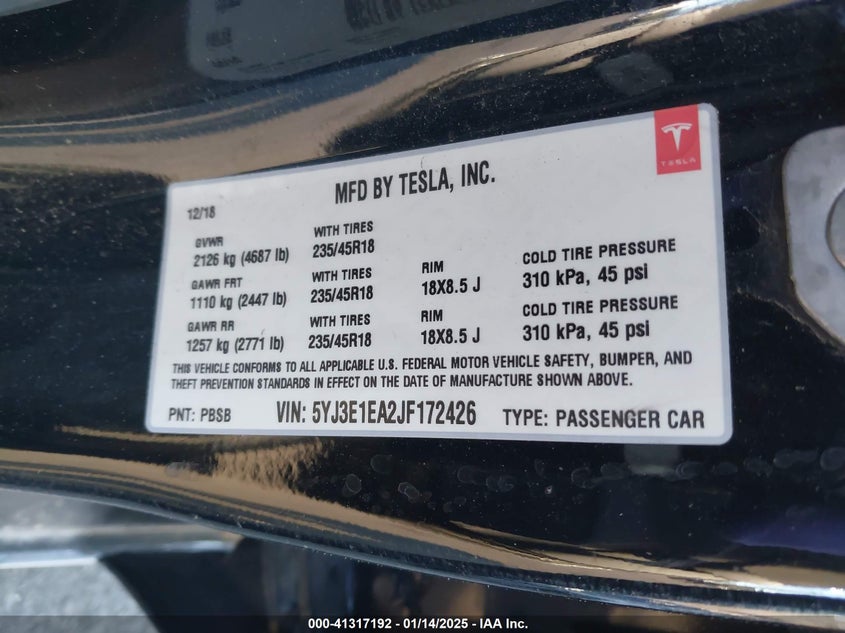 TESLA
MFD BY TESLA, INC.
12/18
GVWR
2126 kg (4687 lb)
WITH TIRES
235/45R18
GAWR FRT
1110 kg (2447 lb)
WITH TIRES
235/45R18
RIM
18X8.5 J
COLD TIRE PRESSURE
310 kPa, 45 psi
GAWR RR
1257 kg (2771 lb)
WITH TIRES
235/45R18
RIM
18X8.5 J
COLD TIRE PRESSURE
310 kPa, 45 psi
THIS VEHICLE CONFORMS TO ALL APPLICABLE U.S. FEDERAL MOTOR VEHICLE SAFETY, BUMPER, AND
THEFT PREVENTION STANDARDS IN EFFECT ON THE DATE OF MANUFACTURE SHOWN ABOVE.
PNT: PBSB VIN: 5YJ3E1EA2JF172426 TYPE: PASSENGER CAR
000-41317192 - 01/14/2025 - IAA Inc.